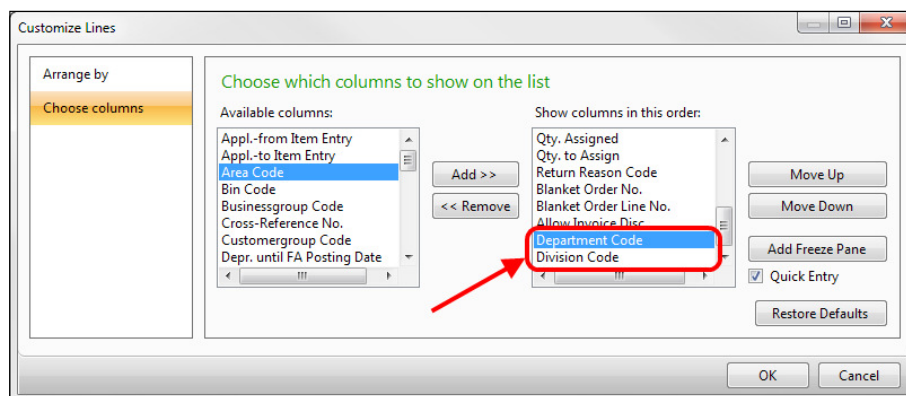 Customize Lines
Arrange by
Choose columns
Choose which columns to show on the list
Available columns:
Appl.-from Item Entry
Appl.-to Item Entry
Area Code
Bin Code
Businessgroup Code
Cross-Reference No.
Customergroup Code
Depr. until FA Posting Date
Add >>
<< Remove
Show columns in this order:
Qty. Assigned
Qty. to Assign
Return Reason Code
Blanket Order No.
Blanket Order Line No.
Allow Invoice Disc.
Department Code
Division Code
Move Up
Move Down
Add Freeze Pane
Quick Entry
Restore Defaults
OK
Cancel